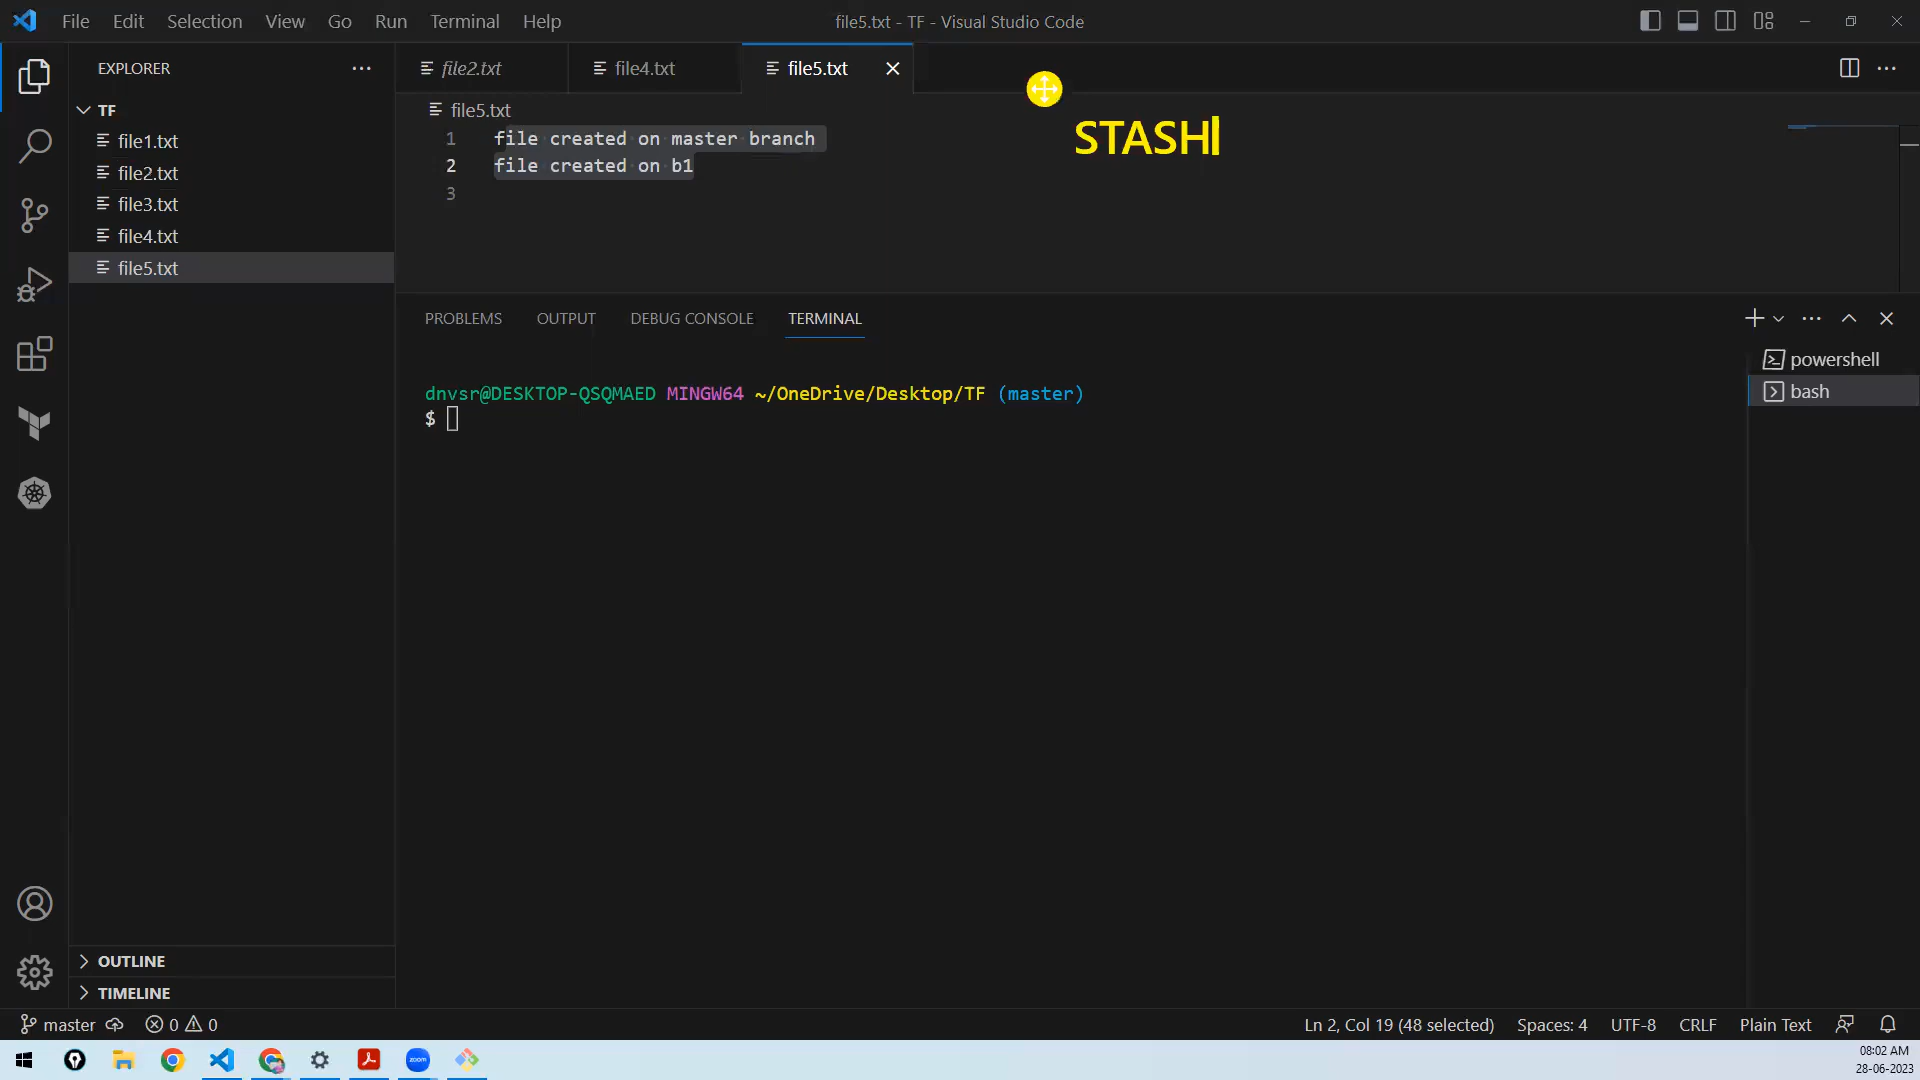 File Edit Selection View Go Run Terminal Help
file5.txt - TF - Visual Studio Code
EXPLORER
TF
file1.txt
file2.txt
file3.txt
file4.txt
file5.txt
OUTLINE
TIMELINE
file2.txt file4.txt file5.txt
file5.txt
1 file created on master branch
2 file created on b1
3
STASH
PROBLEMS OUTPUT DEBUG CONSOLE TERMINAL
dnvsr@DESKTOP-QSQMAED MINGW64 ~/OneDrive/Desktop/TF (master)
$
powershell
bash
master 0 0
Ln 2, Col 19 (48 selected) Spaces: 4 UTF-8 CRLF Plain Text
zoom
08:02 AM
28-06-2023